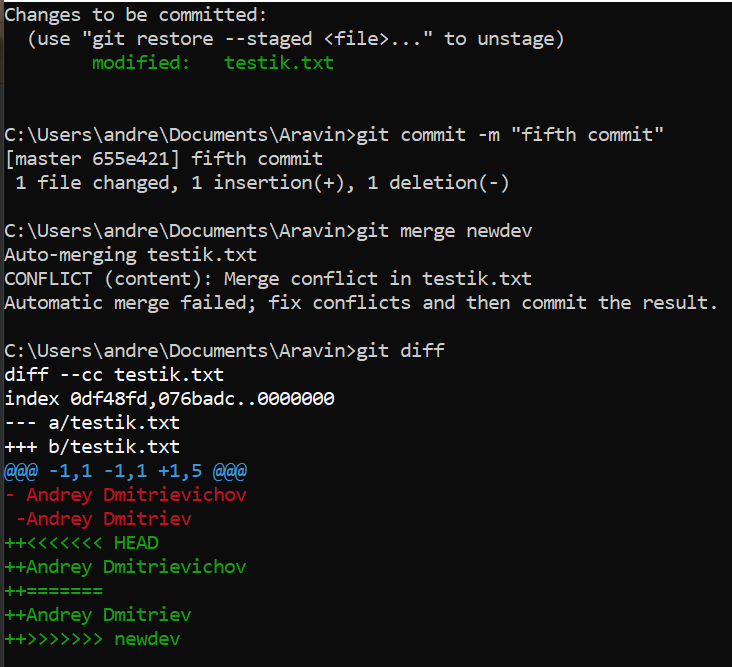 Changes to be committed:
  (use "git restore --staged <file>..." to unstage)
        modified:   testik.txt
C:\Users\andre\Documents\Aravin>git commit -m "fifth commit"
[master 655e421] fifth commit
 1 file changed, 1 insertion(+), 1 deletion(-)
C:\Users\andre\Documents\Aravin>git merge newdev
Auto-merging testik.txt
CONFLICT (content): Merge conflict in testik.txt
Automatic merge failed; fix conflicts and then commit the result.
C:\Users\andre\Documents\Aravin>git diff
diff --cc testik.txt
index 0df48fd,076badc..0000000
--- a/testik.txt
+++ b/testik.txt
@@@ -1,1 -1,1 +1,5 @@@
- Andrey Dmitrievichov
 -Andrey Dmitriev
++<<<<<<< HEAD
++Andrey Dmitrievichov
++=======
++Andrey Dmitriev
++>>>>>>> newdev